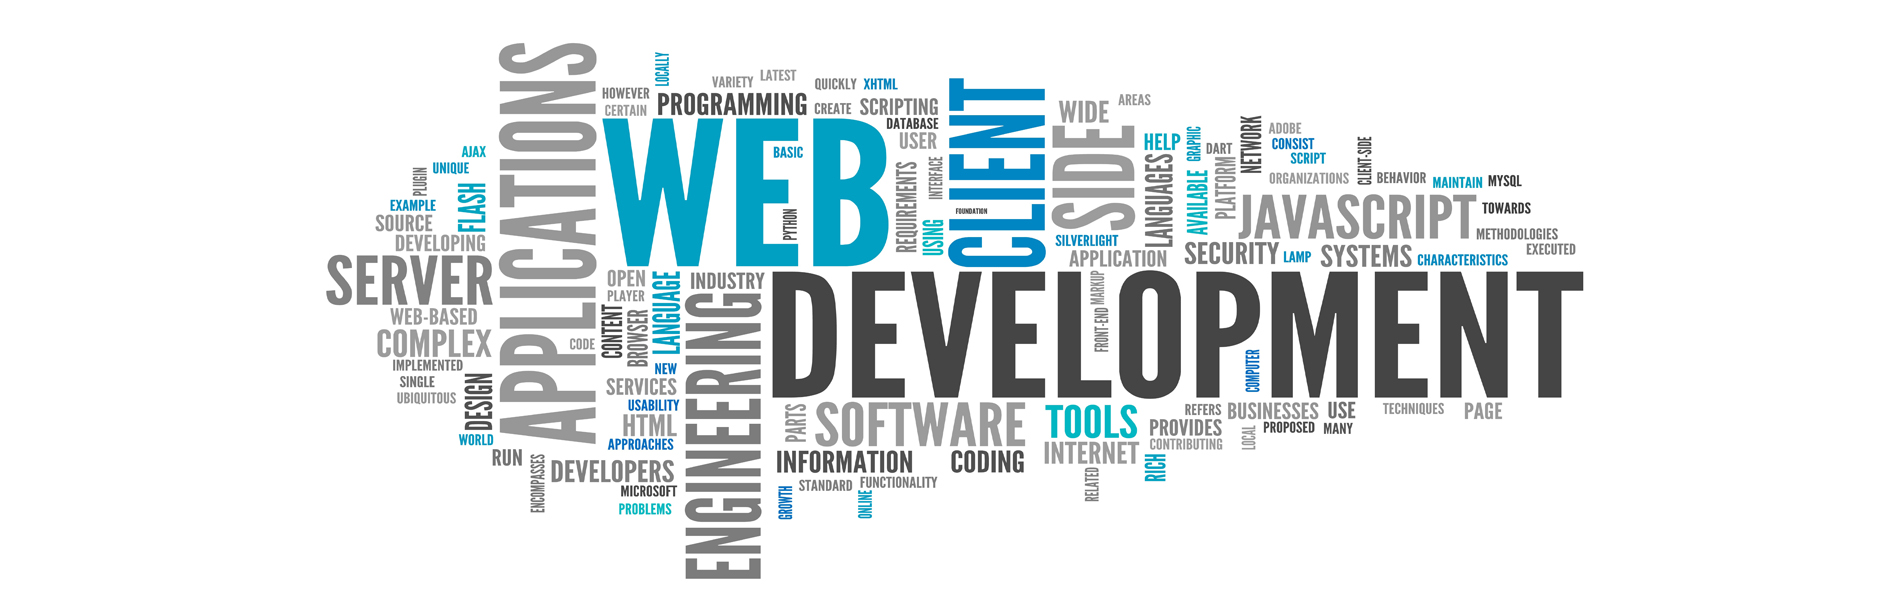 APPLICATIONS
LOCALLY
HOWEVER
CERTAIN
VARIETY
LATEST
QUICKLY
XHTML
PROGRAMMING
CREATE
SCRIPTING
DATABASE
USER
WEB
BASIC
PYTHON
REQUIREMENTS
INTERFACE
USING
FOUNDATION
CLIENT
WIDE
AREAS
SIDE
HELP
LANGUAGES
GRAPHIC
AVAILABLE
DART
PLATFORM
NETWORK
ADOBE
CONSIST
SCRIPT
ORGANIZATIONS
CLIENT-SIDE
BEHAVIOR
MAINTAIN
MYSQL
JAVASCRIPT
TOWARDS
METHODOLOGIES
EXECUTED
SILVERLIGHT
APPLICATION
SECURITY
LAMP
SYSTEMS
CHARACTERISTICS
AJAX
UNIQUE
PLUGIN
FLASH
EXAMPLE
SOURCE
DEVELOPING
SERVER
WEB-BASED
COMPLEX
IMPLEMENTED
SINGLE
UBIQUITOUS
DESIGN
WORLD
RUN
ENCOMPASSES
CODE
OPEN
PLAYER
CONTENT
BROWSER
LANGUAGE
INDUSTRY
ENGINEERING
NEW
SERVICES
USABILITY
HTML
APPROACHES
DEVELOPERS
MICROSOFT
PROBLEMS
DEVELOPMENT
FRONT-END
MARKUP
COMPUTER
PARTS
SOFTWARE
TOOLS
REFERS
BUSINESSES
USE
TECHNIQUES
PAGE
PROVIDES
PROPOSED
MANY
INTERNET
CONTRIBUTING
LOCAL
INFORMATION
CODING
RICH
RELATED
GROWTH
STANDARD
FUNCTIONALITY
ONLINE